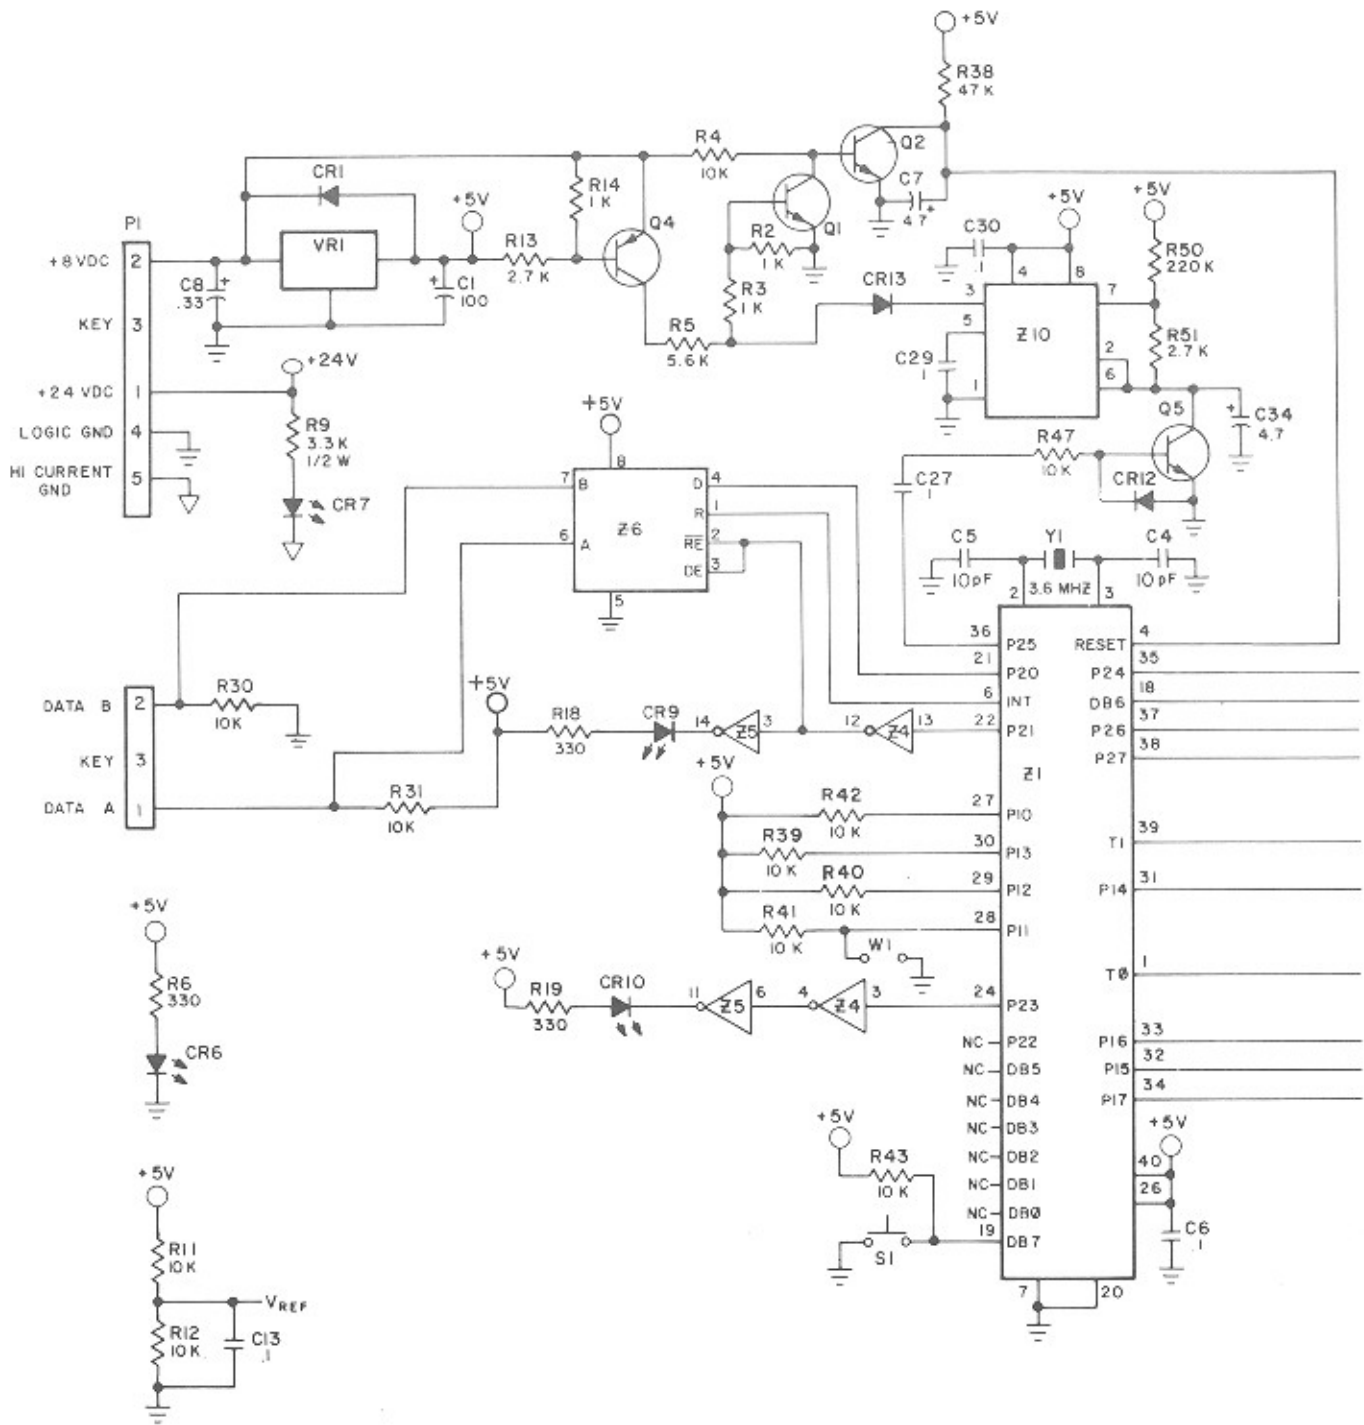 +5V
R38
47K
R4
10K
Q2
C7
4.7
+
CR1
+5V
R14
1K
Q4
Q1
R2
1K
P1
VR1
R13
2.7K
+8VDC
2
C8
.33
+
+
C1
100
R3
1K
R5
5.6K
CR13
C30
.1
+5V
+5V
R50
220K
4
8
3
7
5
Z10
R51
2.7K
2
6
1
C29
.1
KEY
3
+24V
+24 VDC
1
R9
3.3K
1/2 W
LOGIC GND
4
HI CURRENT
GND
5
CR7
Q5
+
C34
4.7
R47
10K
C27
.1
CR12
+5V
8
7
B
D
4
R
1
6
A
Z6
RE
2
DE
3
5
C5
10pF
Y1
3.6 MHZ
C4
10pF
2
3
36
P25
RESET
4
21
P20
P24
35
6
INT
DB6
18
22
P21
P26
37
P27
38
Z1
DATA B
2
R30
10K
KEY
3
DATA A
1
+5V
R18
330
CR9
14
Z5
3
12
Z4
13
R31
10K
+5V
R42
10K
27
P10
R39
10K
30
P13
T1
39
R40
10K
29
P12
P14
31
R41
10K
28
P11
W1
T0
1
+5V
R6
330
CR6
+5V
R19
330
CR10
11
Z5
6
4
Z4
3
24
P23
NC
P22
P16
33
NC
DB5
P15
32
NC
DB4
P17
34
NC
DB3
NC
DB2
NC
DB1
NC
DB0
+5V
R43
10K
S1
19
DB7
+5V
40
26
C6
.1
7
20
+5V
R11
10K
VREF
R12
10K
C13
.1